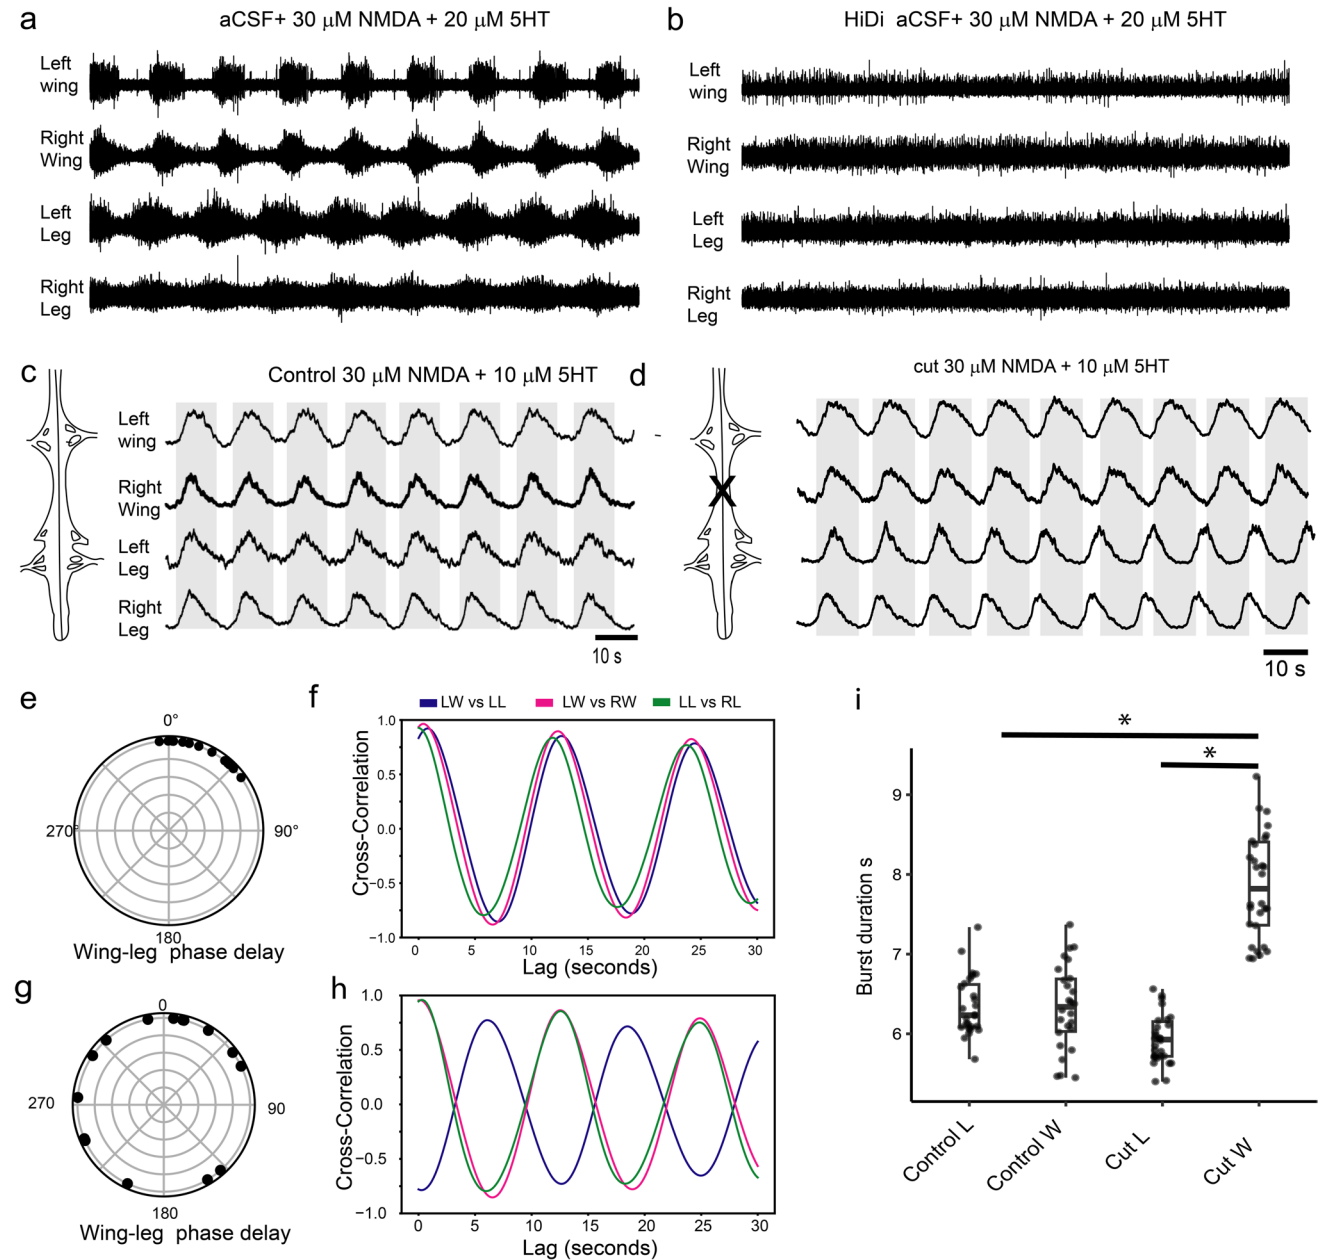 a
aCSF+ 30 μM NMDA + 20 μM 5HT
Left
wing
Right
Wing
Left
Leg
Right
Leg
b
HiDi aCSF+ 30 μM NMDA + 20 μM 5HT
Left
wing
Right
Wing
Left
Leg
Right
Leg
c
Control 30 μM NMDA + 10 μM 5HT
Left
wing
Right
Wing
Left
Leg
Right
Leg
10 s
d
cut 30 μM NMDA + 10 μM 5HT
X
10 s
e
0°
90°
180
270°
Wing-leg phase delay
f
LW vs LL LW vs RW LL vs RL
Cross-Correlation
1.0
0.5
0.0
−0.5
−1.0
0 5 10 15 20 25 30
Lag (seconds)
g
0
90
180
270
Wing-leg phase delay
h
Cross-Correlation
1.0
0.5
0.0
−0.5
−1.0
0 5 10 15 20 25 30
Lag (seconds)
i
*
*
Burst duration s
9
8
7
6
Control L
Control W
Cut L
Cut W